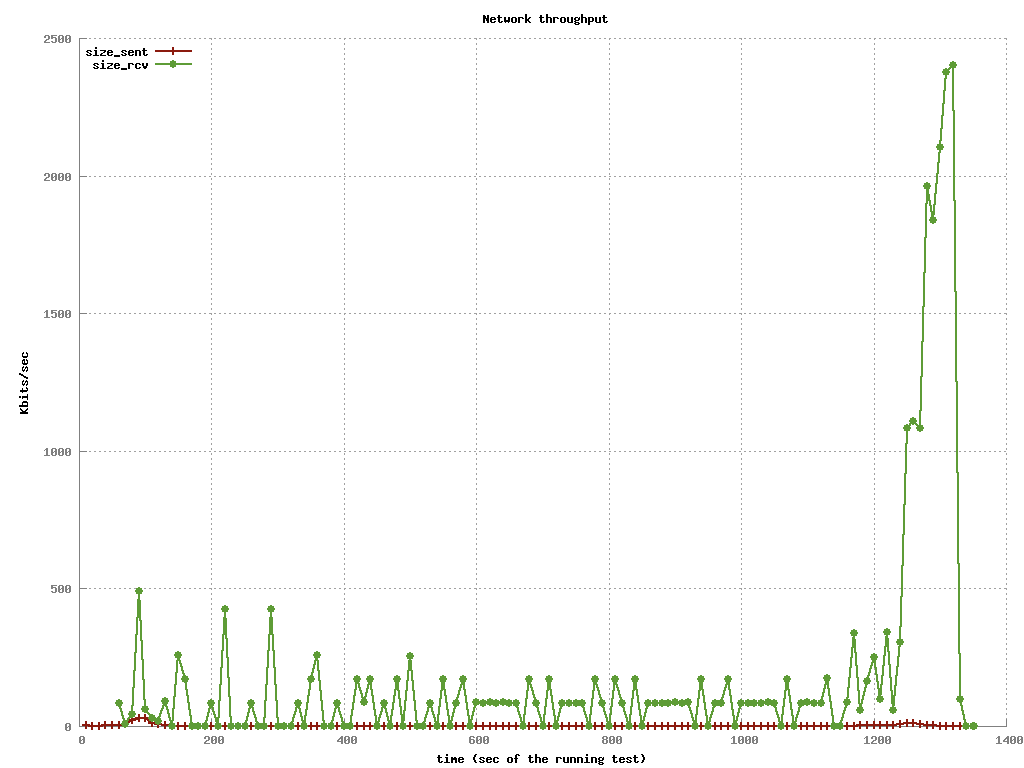 Network throughput
2500
size_sent
size_rcv
2000
1500
Kbits/sec
1000
500
0
0 200 400 600 800 1000 1200 1400
time (sec of the running test)